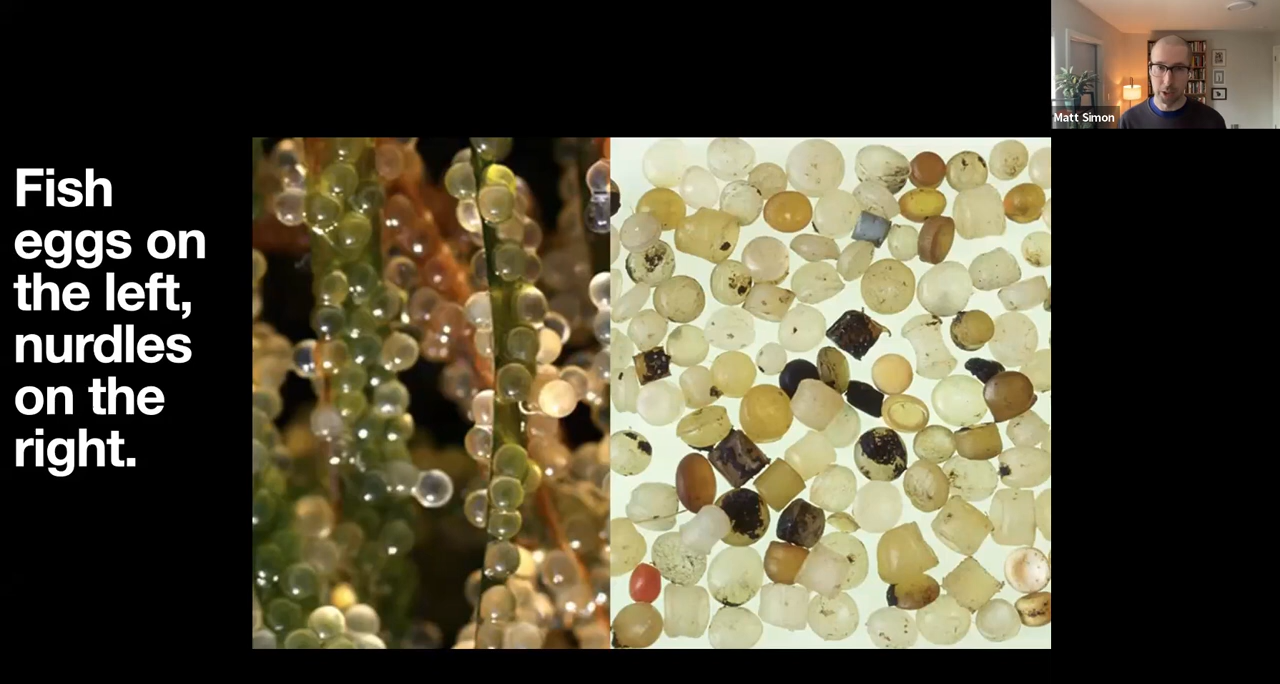 Fish
eggs on
the left,
nurdles
on the
right.
Matt Simon